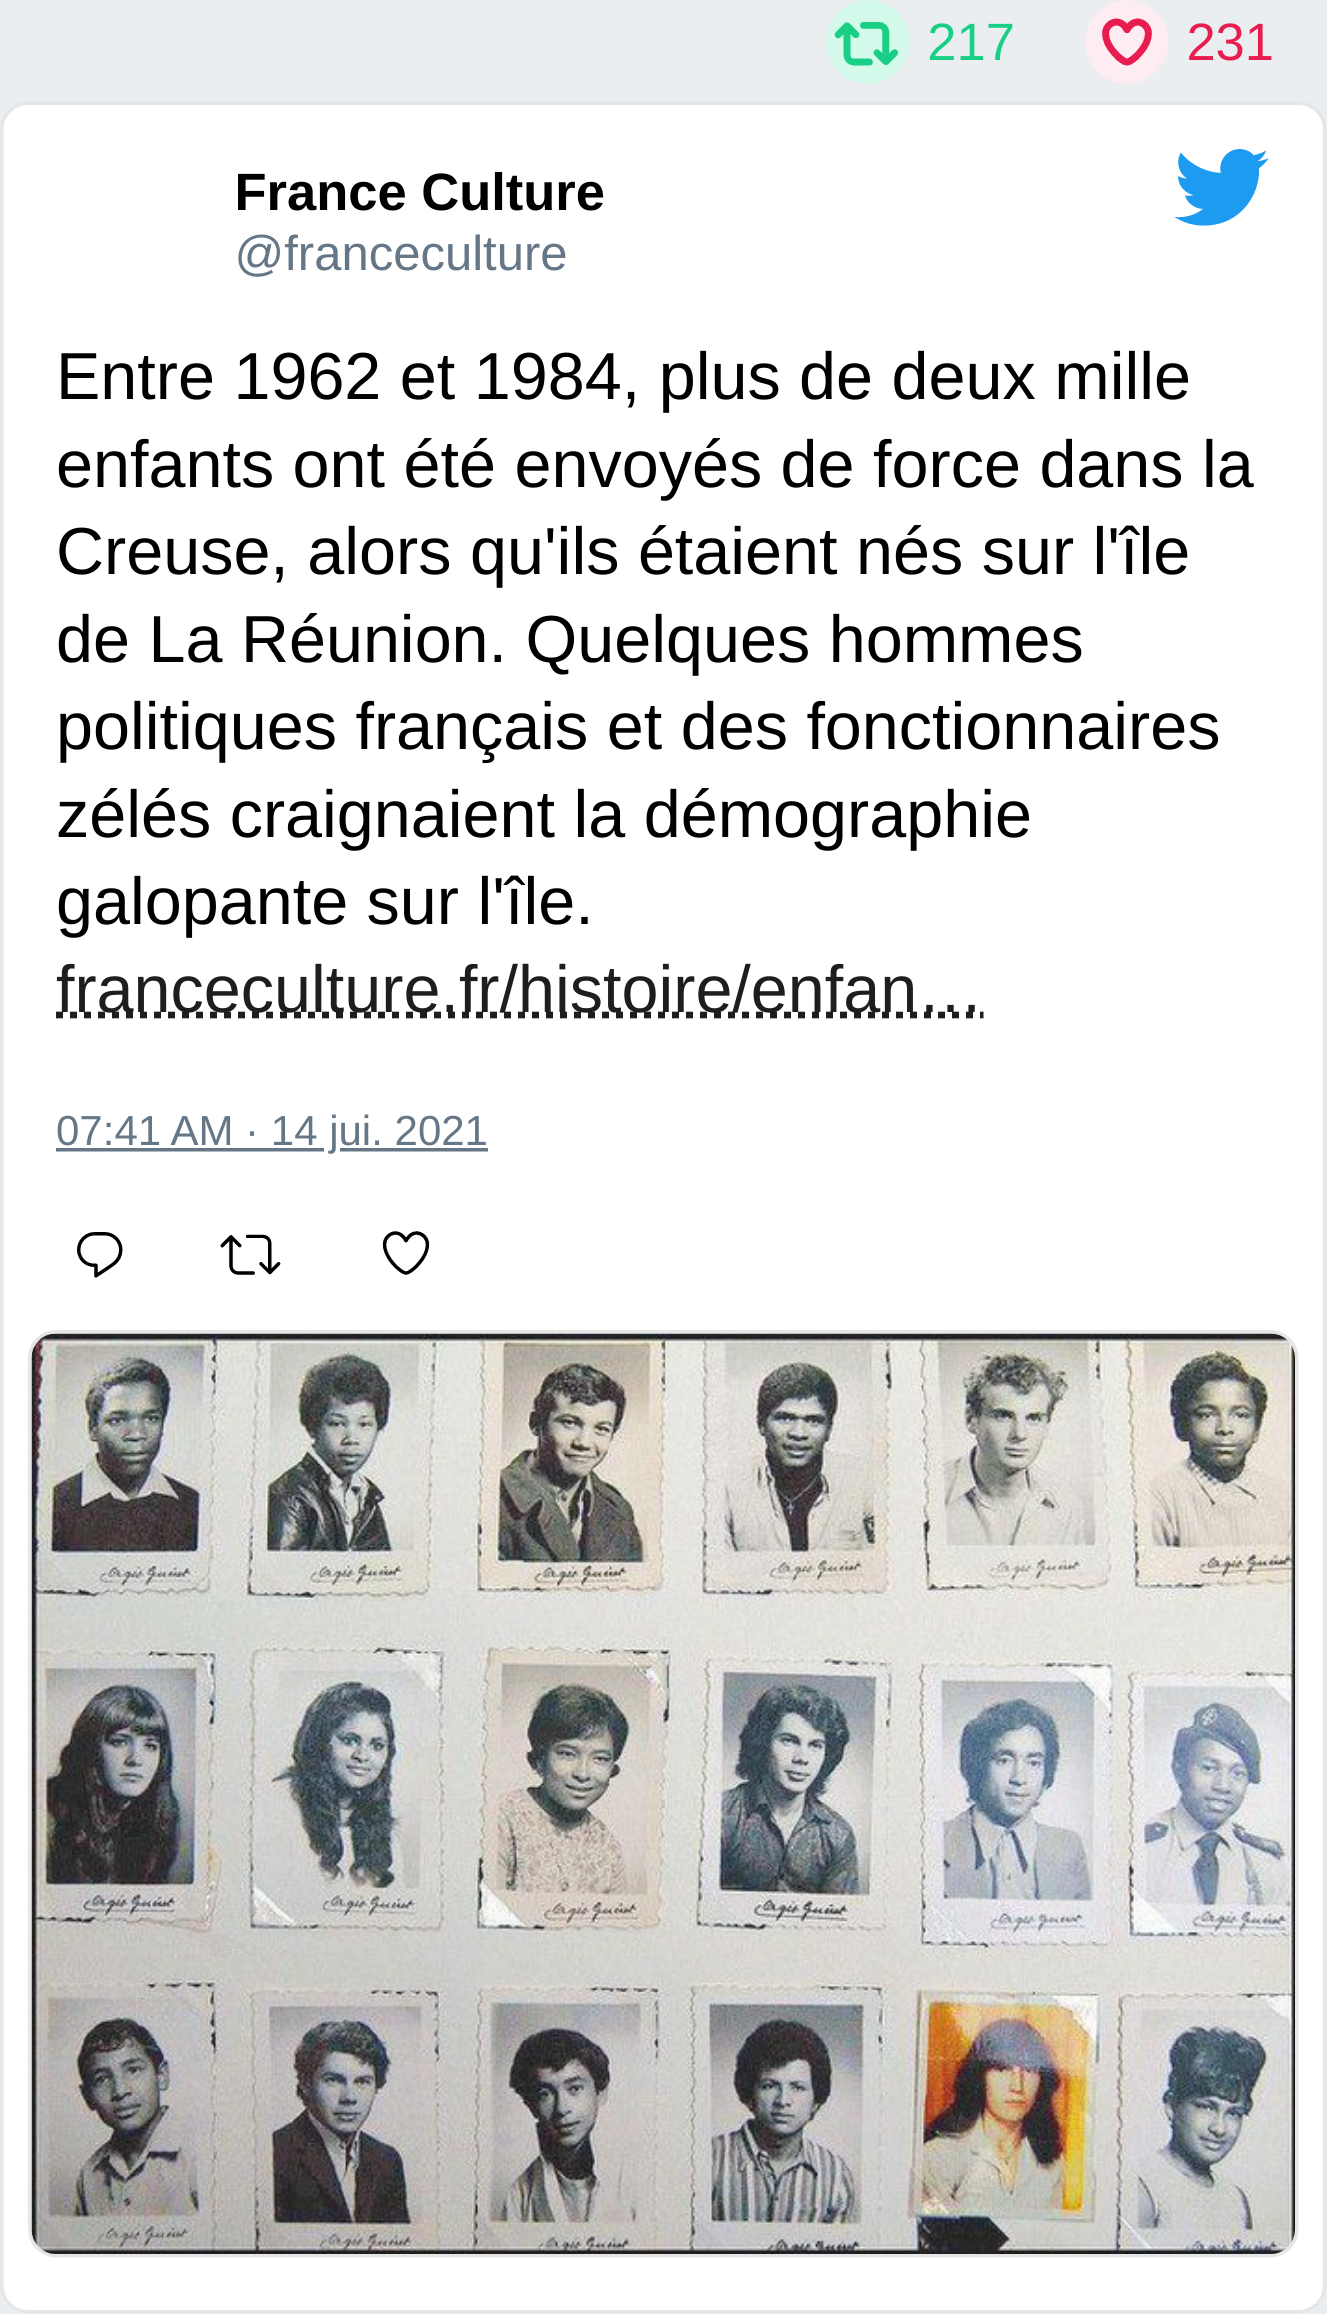 217 231
France Culture
@franceculture
Entre 1962 et 1984, plus de deux mille
enfants ont été envoyés de force dans la
Creuse, alors qu'ils étaient nés sur l'île
de La Réunion. Quelques hommes
politiques français et des fonctionnaires
zélés craignaient la démographie
galopante sur l'île.
franceculture.fr/histoire/enfan…
07:41 AM · 14 jui. 2021